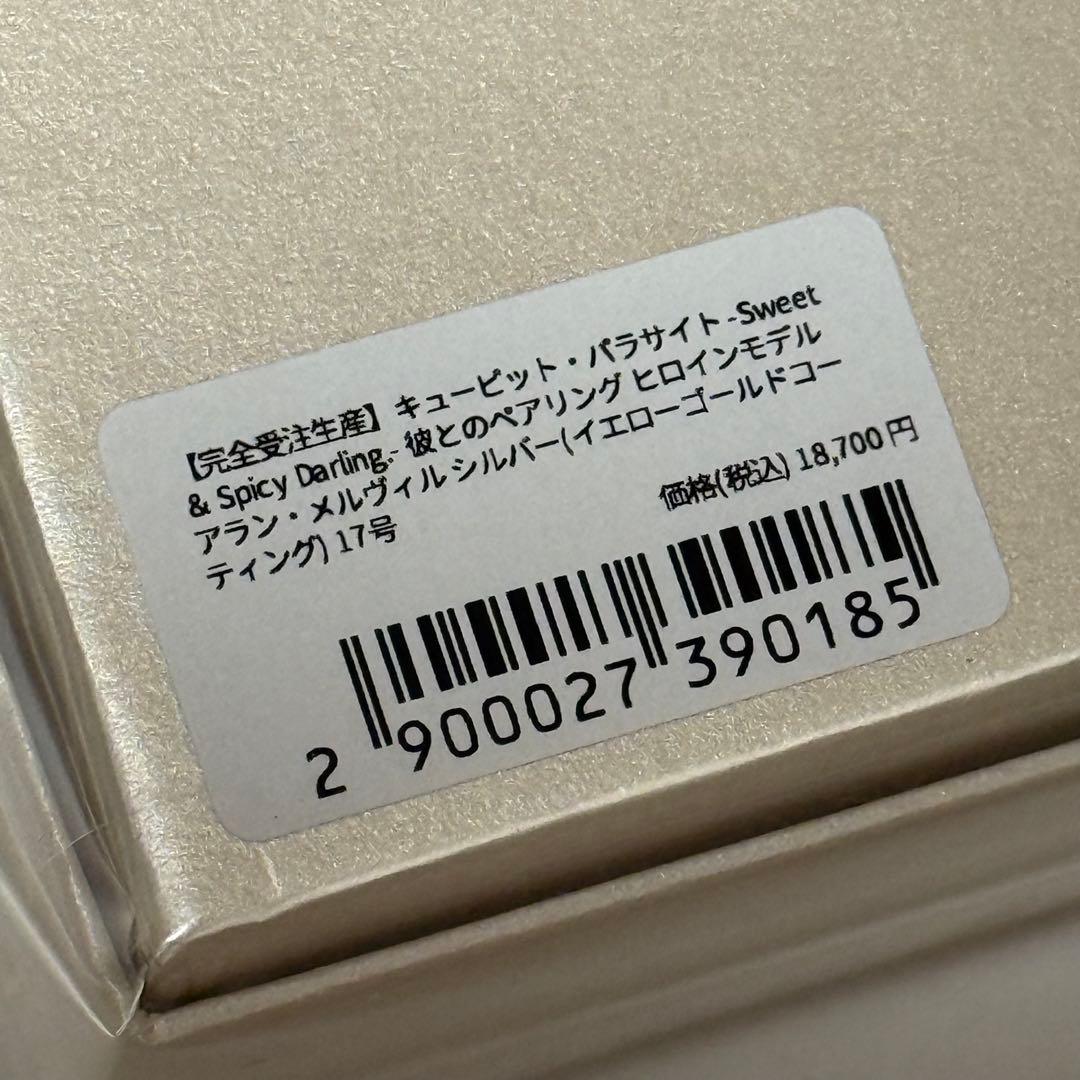 【完全受注生産】キューピット・パラサイト -Sweet
& Spicy Darling.- 彼とのペアリング ヒロインモデル
アラン・メルヴィル シルバー(イエローゴールドコー
ティング) 17号
価格(税込) 18,700 円
2 900027 390185